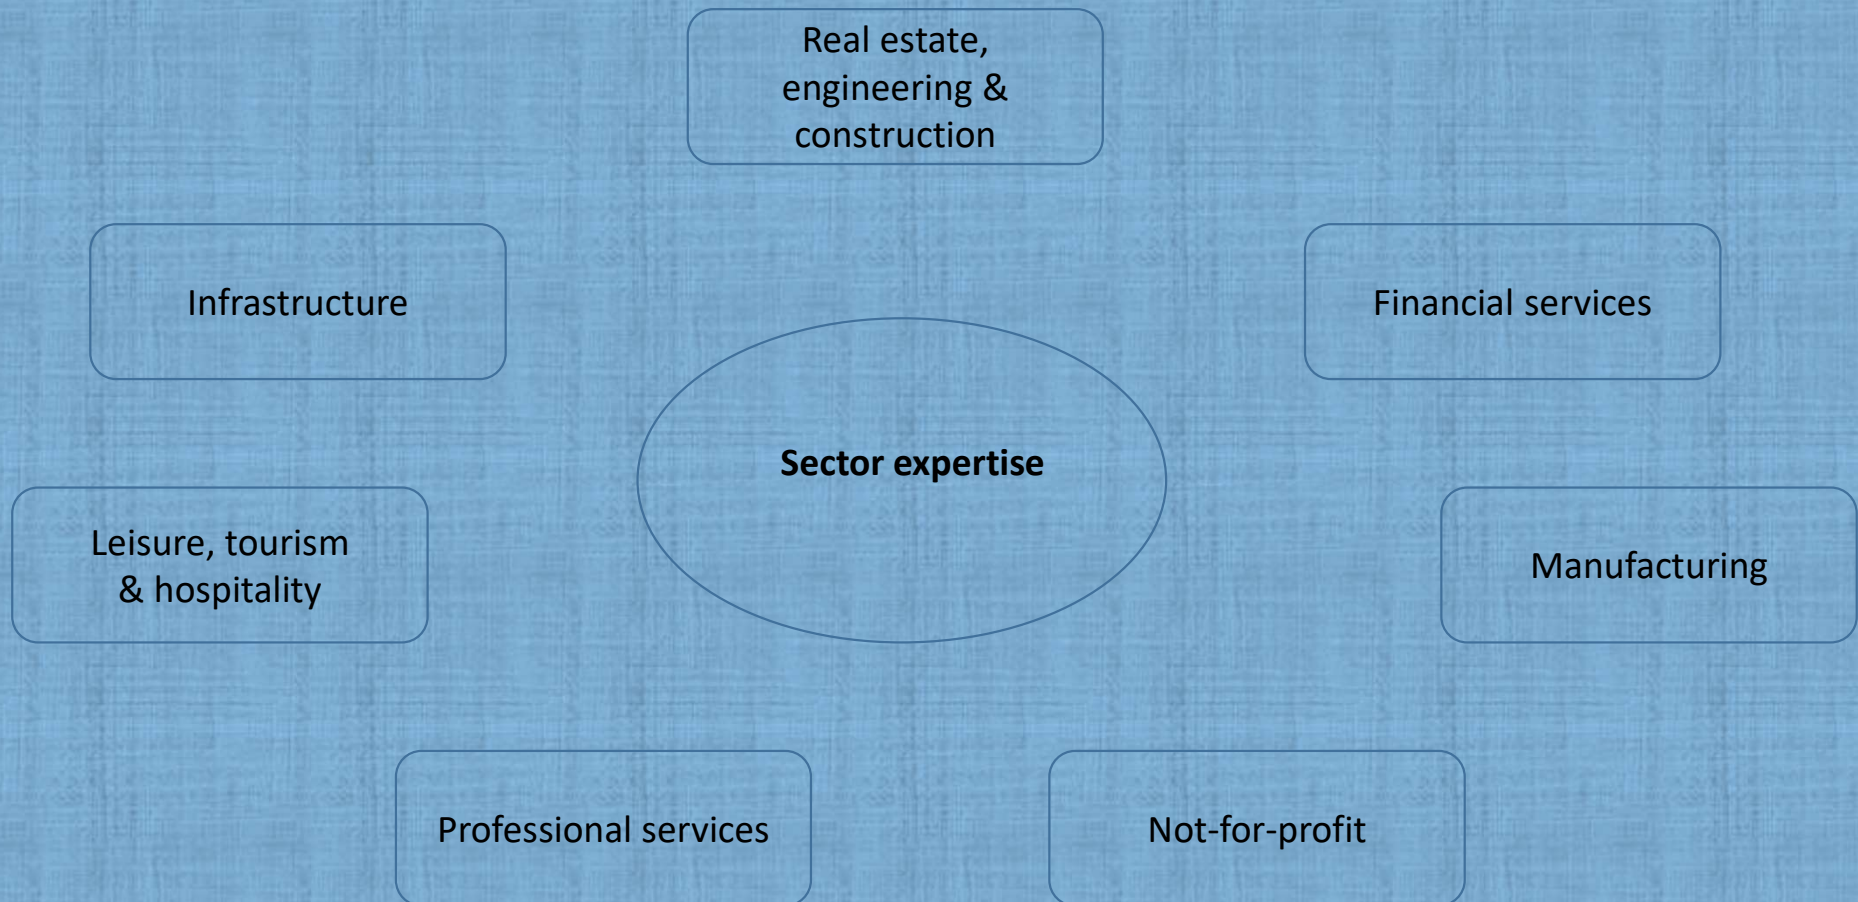 Real estate,
engineering &
construction
Infrastructure
Financial services
Sector expertise
Leisure, tourism
& hospitality
Manufacturing
Professional services
Not-for-profit